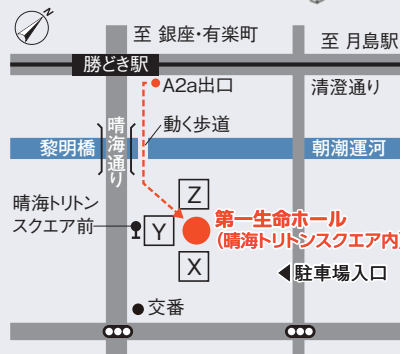 N
至 銀座・有楽町
至 月島駅
勝どき駅
A2a出口
清澄通り
動く歩道
晴海通り
黎明橋
朝潮運河
晴海トリトン
スクエア前
Z
Y
X
第一生命ホール
(晴海トリトンスクエア内)
◀駐車場入口
交番